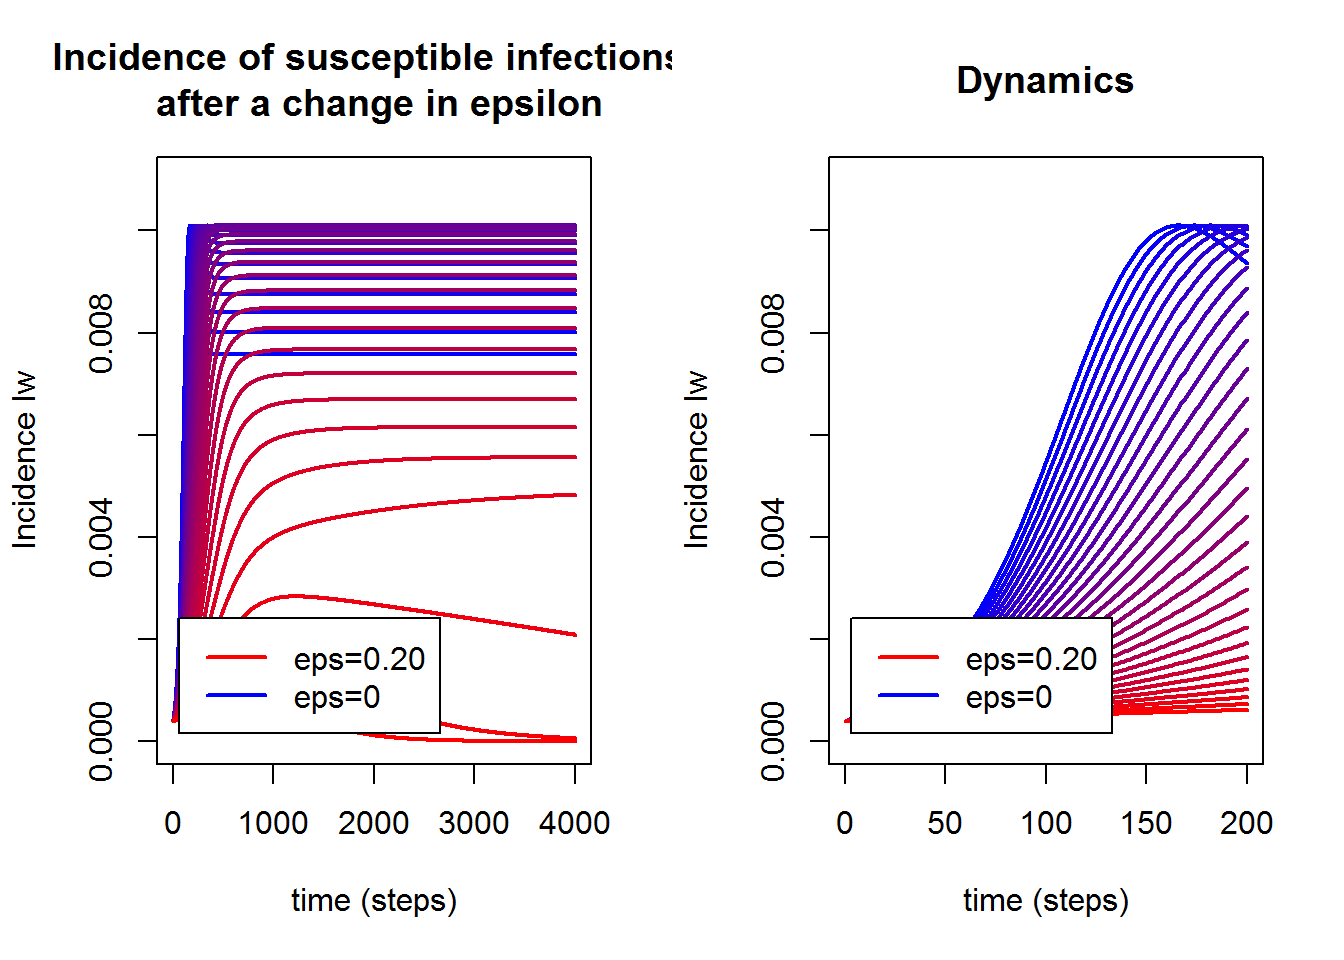 Incidence of susceptible infections
after a change in epsilon
Incidence Iw
0.000
0.004
0.008
eps=0.20
eps=0
0
1000
2000
3000
4000
time (steps)
Dynamics
Incidence Iw
0.000
0.004
0.008
eps=0.20
eps=0
0
50
100
150
200
time (steps)